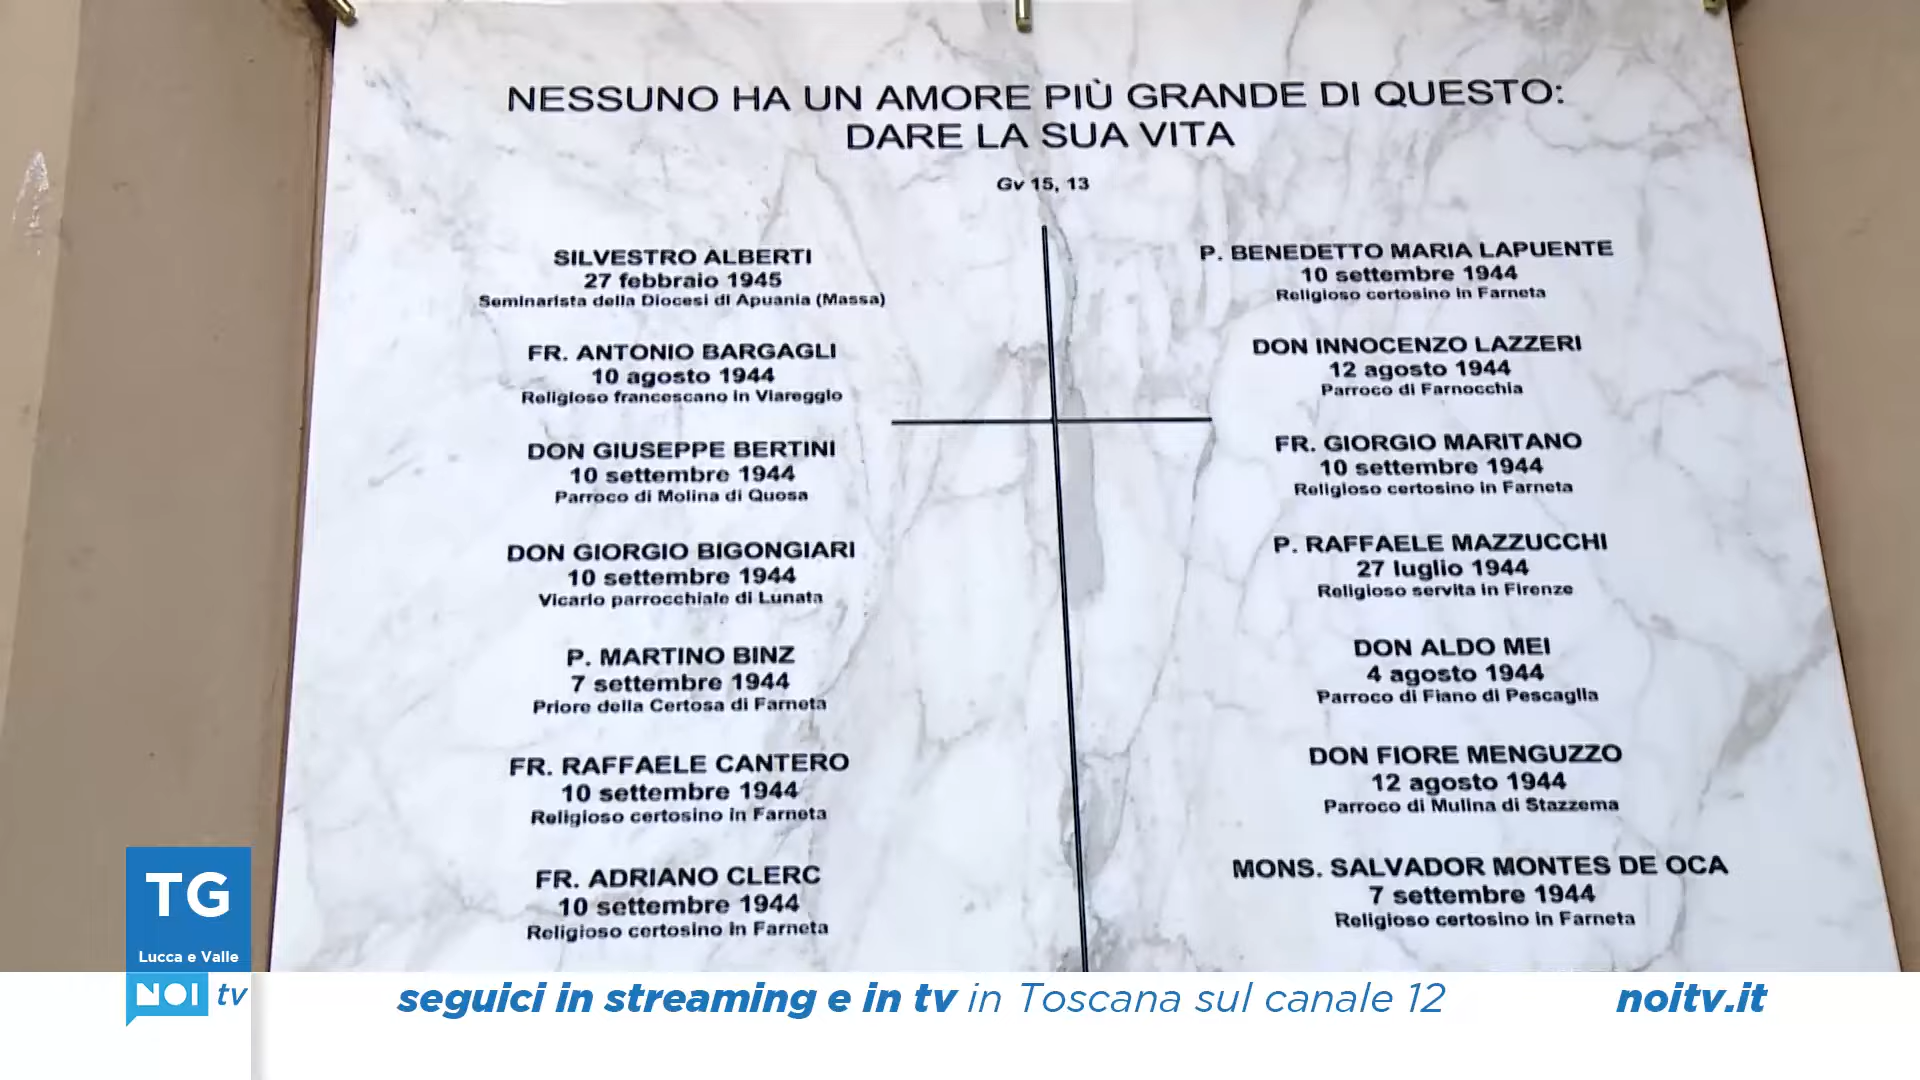 NESSUNO HA UN AMORE PIÙ GRANDE DI QUESTO:
DARE LA SUA VITA
Gv 15, 13
SILVESTRO ALBERTI
27 febbraio 1945
Seminarista della Diocesi di Apuania (Massa)
FR. ANTONIO BARGAGLI
10 agosto 1944
Religioso francescano in Viareggio
DON GIUSEPPE BERTINI
10 settembre 1944
Parroco di Molina di Quosa
DON GIORGIO BIGONGIARI
10 settembre 1944
Vicario parrocchiale di Lunata
P. MARTINO BINZ
7 settembre 1944
Priore della Certosa di Farneta
FR. RAFFAELE CANTERO
10 settembre 1944
Religioso certosino in Farneta
FR. ADRIANO CLERC
10 settembre 1944
Religioso certosino in Farneta
P. BENEDETTO MARIA LAPUENTE
10 settembre 1944
Religioso certosino in Farneta
DON INNOCENZO LAZZERI
12 agosto 1944
Parroco di Farnocchia
FR. GIORGIO MARITANO
10 settembre 1944
Religioso certosino in Farneta
P. RAFFAELE MAZZUCCHI
27 luglio 1944
Religioso servita in Firenze
DON ALDO MEI
4 agosto 1944
Parroco di Fiano di Pescaglia
DON FIORE MENGUZZO
12 agosto 1944
Parroco di Mulina di Stazzema
MONS. SALVADOR MONTES DE OCA
7 settembre 1944
Religioso certosino in Farneta
TG
Lucca e Valle
NOI tv
seguici in streaming e in tv in Toscana sul canale 12
noitv.it